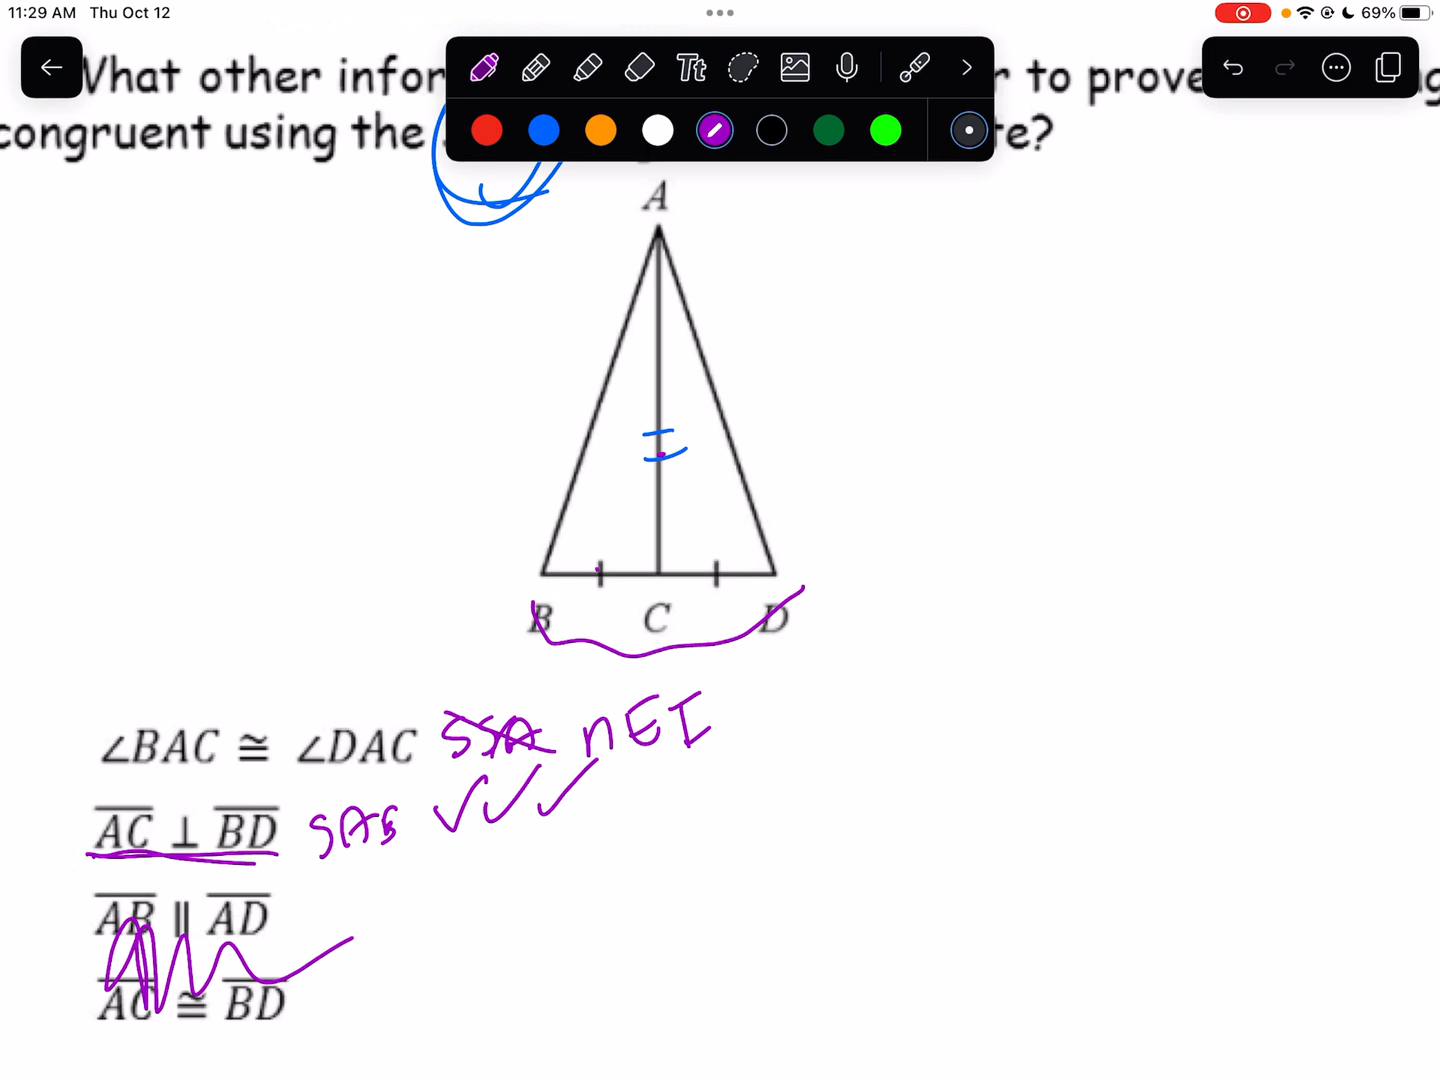 11:29 AM Thu Oct 12
69%
What other infor r to prove g
congruent using the te?
Tt
A
B C D
∠BAC ≅ ∠DAC SSA nEI
AC ⊥ BD SAS
AB ∥ AD
AC ≅ BD